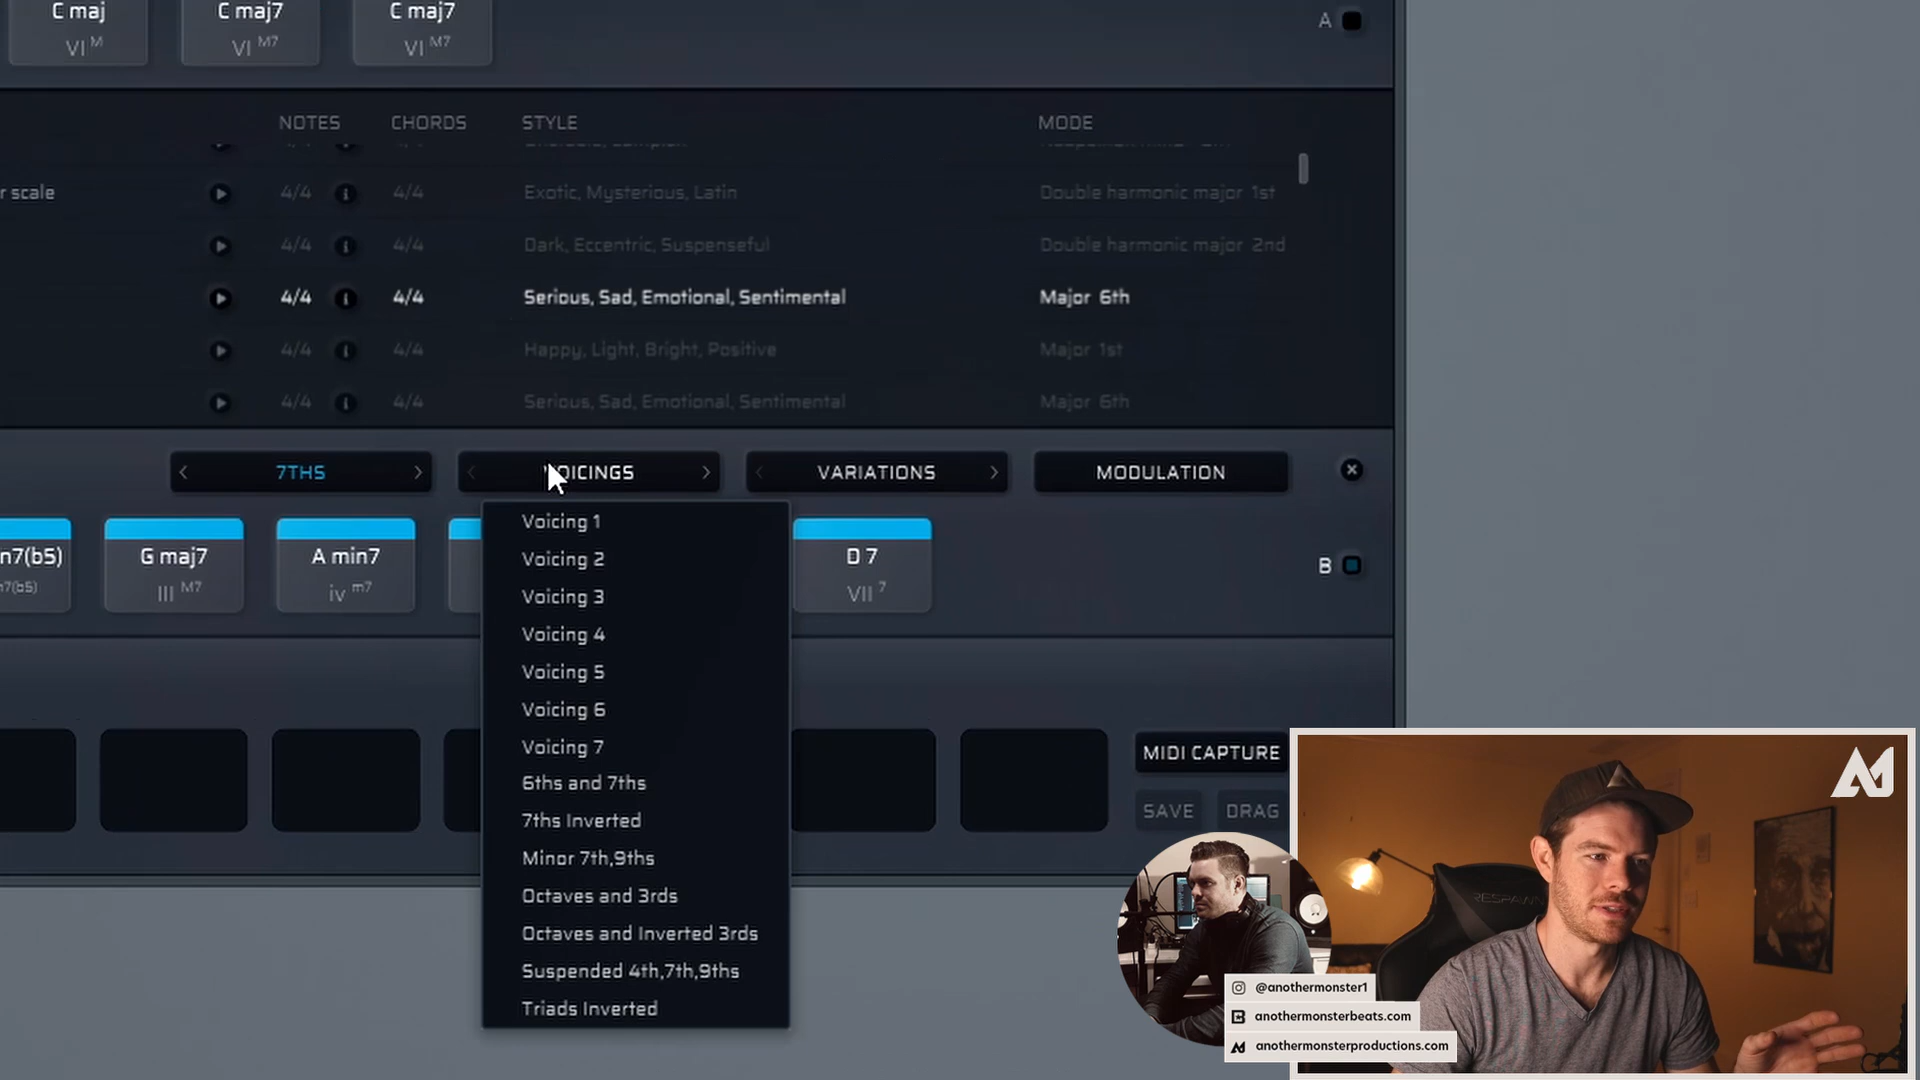 C maj C maj7 C maj7 A
VI M VI M7 VI M7
NOTES CHORDS STYLE MODE
r scale 4/4 4/4 Exotic, Mysterious, Latin Double harmonic major 1st
4/4 4/4 Dark, Eccentric, Suspenseful Double harmonic major 2nd
4/4 4/4 Serious, Sad, Emotional, Sentimental Major 6th
4/4 4/4 Happy, Light, Bright, Positive Major 1st
4/4 4/4 Serious, Sad, Emotional, Sentimental Major 6th
7THS VOICINGS VARIATIONS MODULATION
n7(b5) G maj7 A min7 D 7 B
n7(b5) III M7 iv m7 VII 7
Voicing 1
Voicing 2
Voicing 3
Voicing 4
Voicing 5
Voicing 6
Voicing 7
6ths and 7ths
7ths Inverted
Minor 7th,9ths
Octaves and 3rds
Octaves and Inverted 3rds
Suspended 4th,7th,9ths
Triads Inverted
MIDI CAPTURE
SAVE DRAG
RESPAWN
@anothermonster1
anothermonsterbeats.com
anothermonsterproductions.com